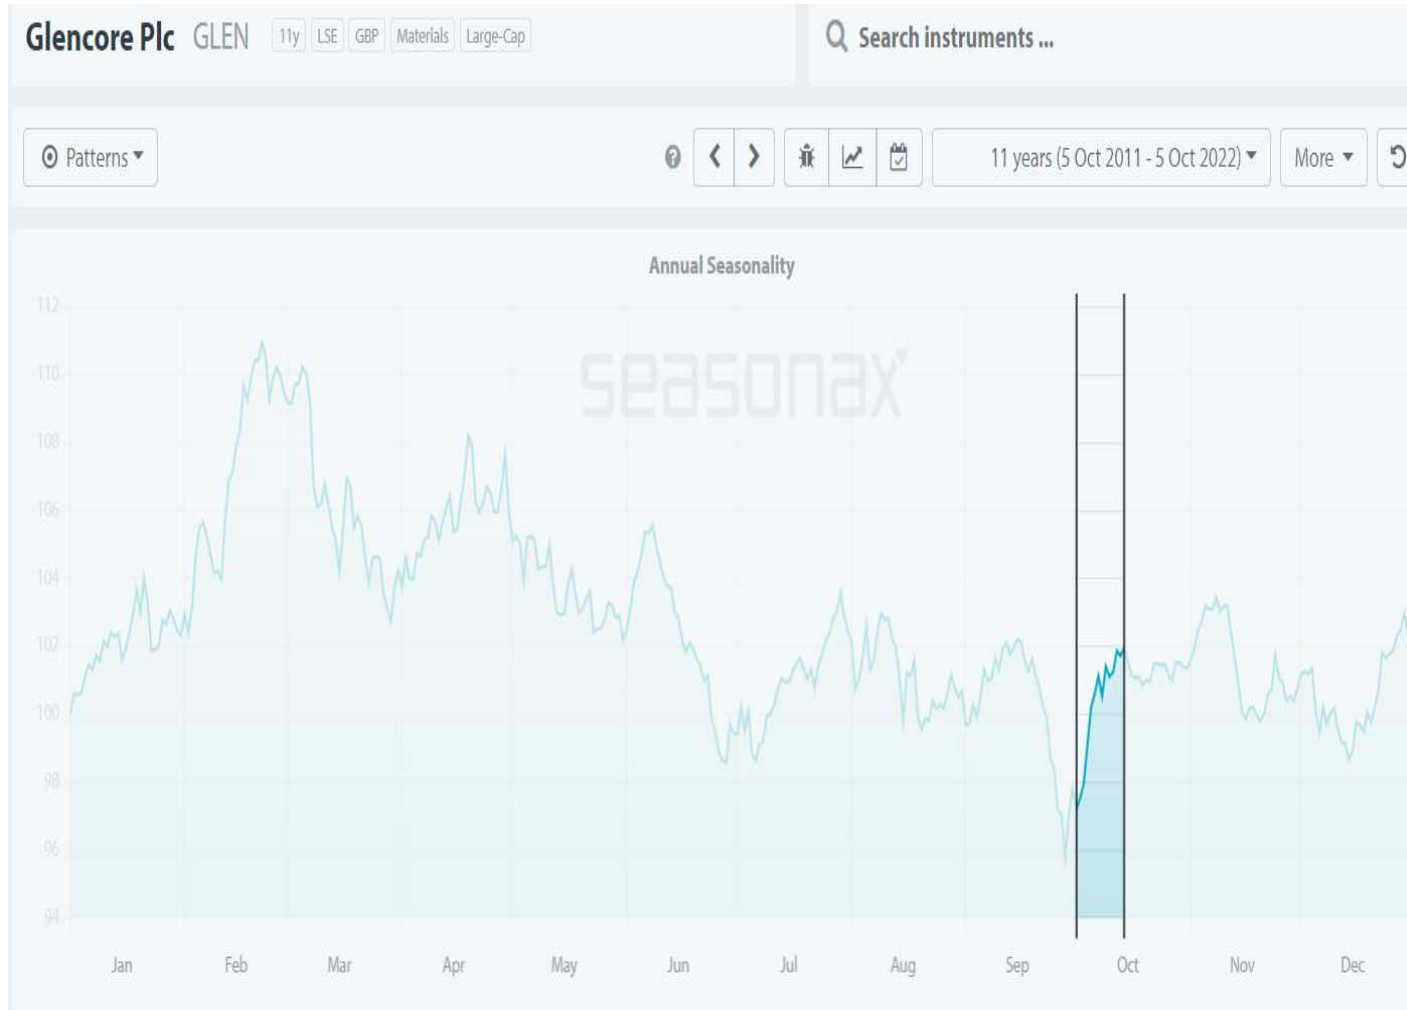 Glencore Plc GLEN 11y LSE GBP Materials Large-Cap
Search instruments ...
Patterns
11 years (5 Oct 2011 - 5 Oct 2022)
More
Annual Seasonality
seasonax
112
110
108
106
104
102
100
98
96
94
Jan Feb Mar Apr May Jun Jul Aug Sep Oct Nov Dec